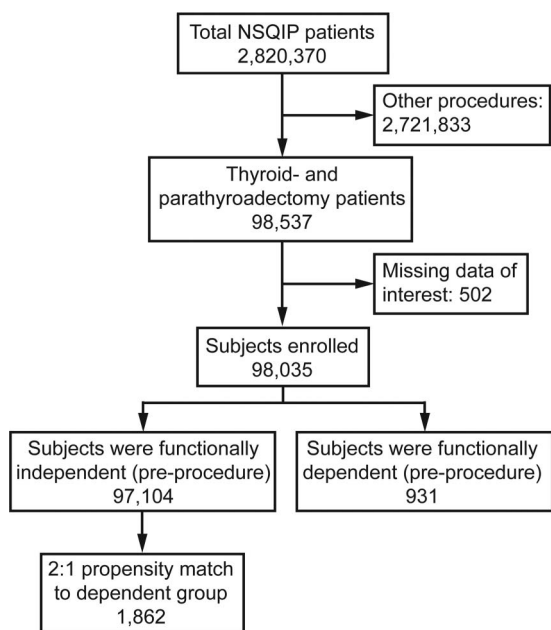 Total NSQIP patients
2,820,370
Other procedures:
2,721,833
Thyroid- and
parathyroadectomy patients
98,537
Missing data of
interest: 502
Subjects enrolled
98,035
Subjects were functionally
independent (pre-procedure)
97,104
Subjects were functionally
dependent (pre-procedure)
931
2:1 propensity match
to dependent group
1,862